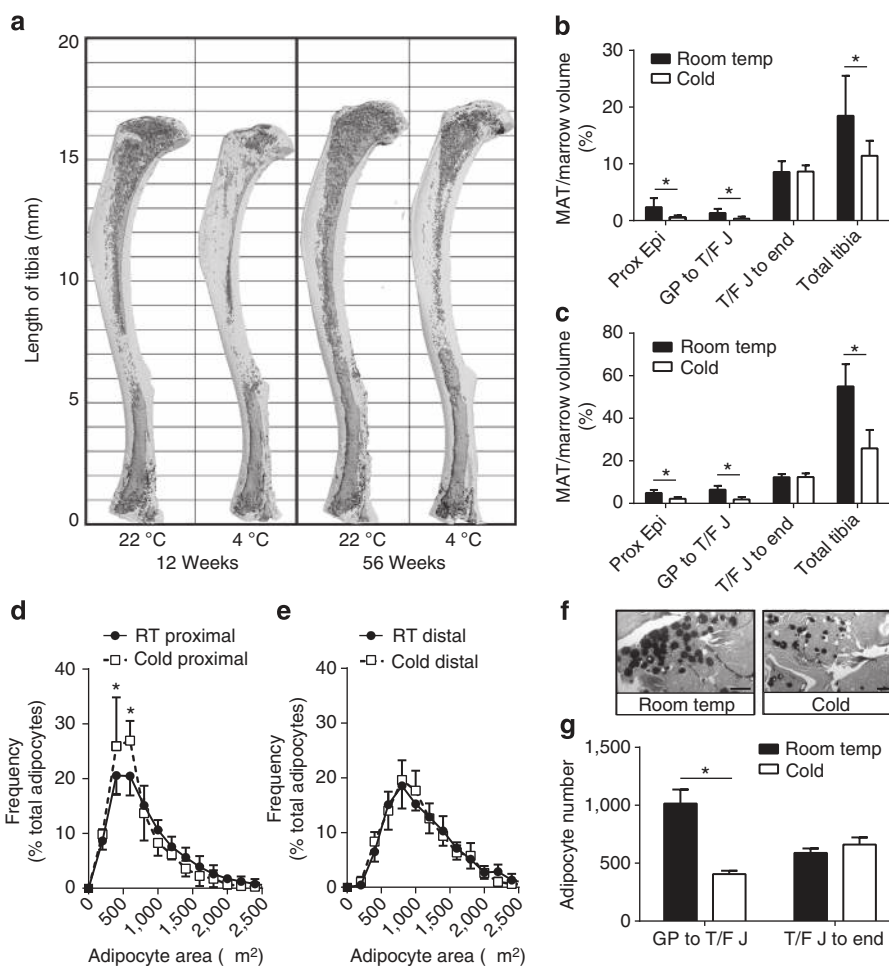 a
20
15
10
5
0
Length of tibia (mm)
22 °C
4 °C
22 °C
4 °C
12 Weeks
56 Weeks
b
30
20
10
0
MAT/marrow volume
(%)
Room temp
Cold
*
*
*
Prox Epi
GP to T/F J
T/F J to end
Total tibia
c
80
60
40
20
0
MAT/marrow volume
(%)
Room temp
Cold
*
*
*
Prox Epi
GP to T/F J
T/F J to end
Total tibia
d
RT proximal
Cold proximal
40
30
20
10
0
Frequency
(% total adipocytes)
*
*
0
500
1,000
1,500
2,000
2,500
Adipocyte area ( m2)
e
RT distal
Cold distal
40
30
20
10
0
Frequency
(% total adipocytes)
0
500
1,000
1,500
2,000
2,500
Adipocyte area ( m2)
f
Room temp
Cold
g
1,500
1,000
500
0
Adipocyte number
Room temp
Cold
*
GP to T/F J
T/F J to end